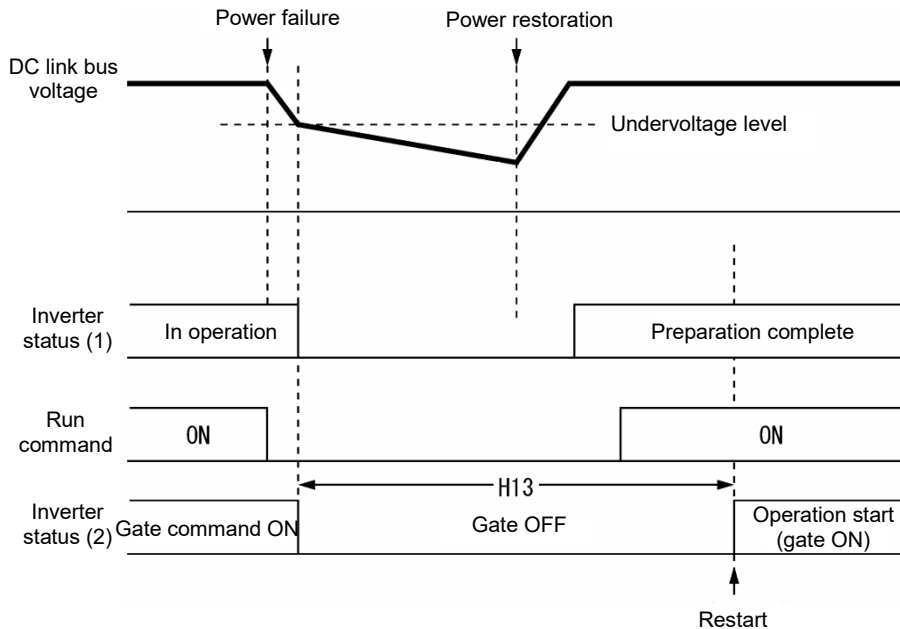 Power failure
Power restoration
DC link bus
voltage
Undervoltage level
Inverter
status (1)
In operation
Preparation complete
Run
command
ON
ON
H13
Inverter
status (2)
Gate command ON
Gate OFF
Operation start
(gate ON)
Restart